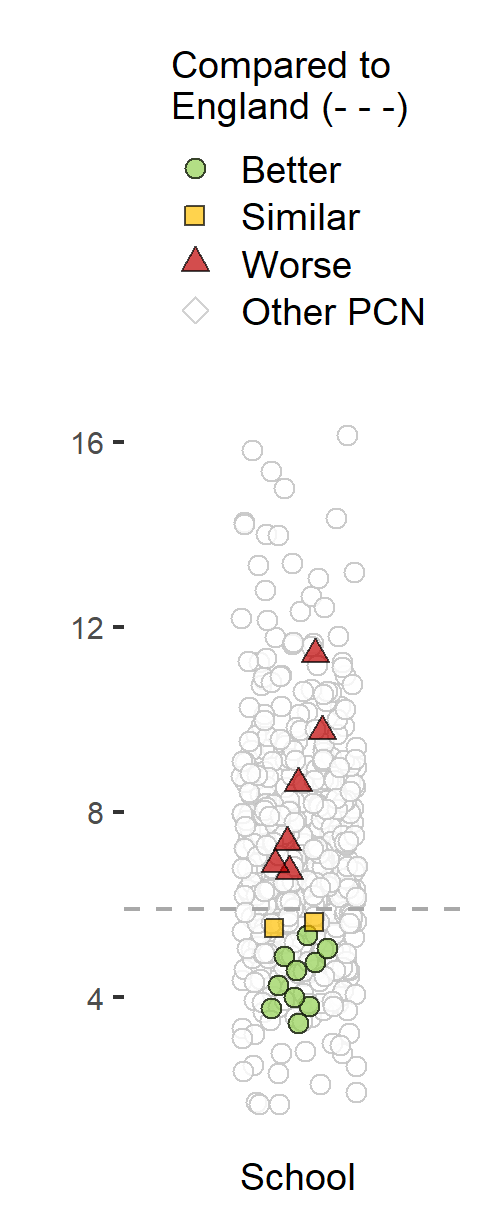 Compared to
England (- - -)
Better
Similar
Worse
Other PCN
16
12
8
4
School